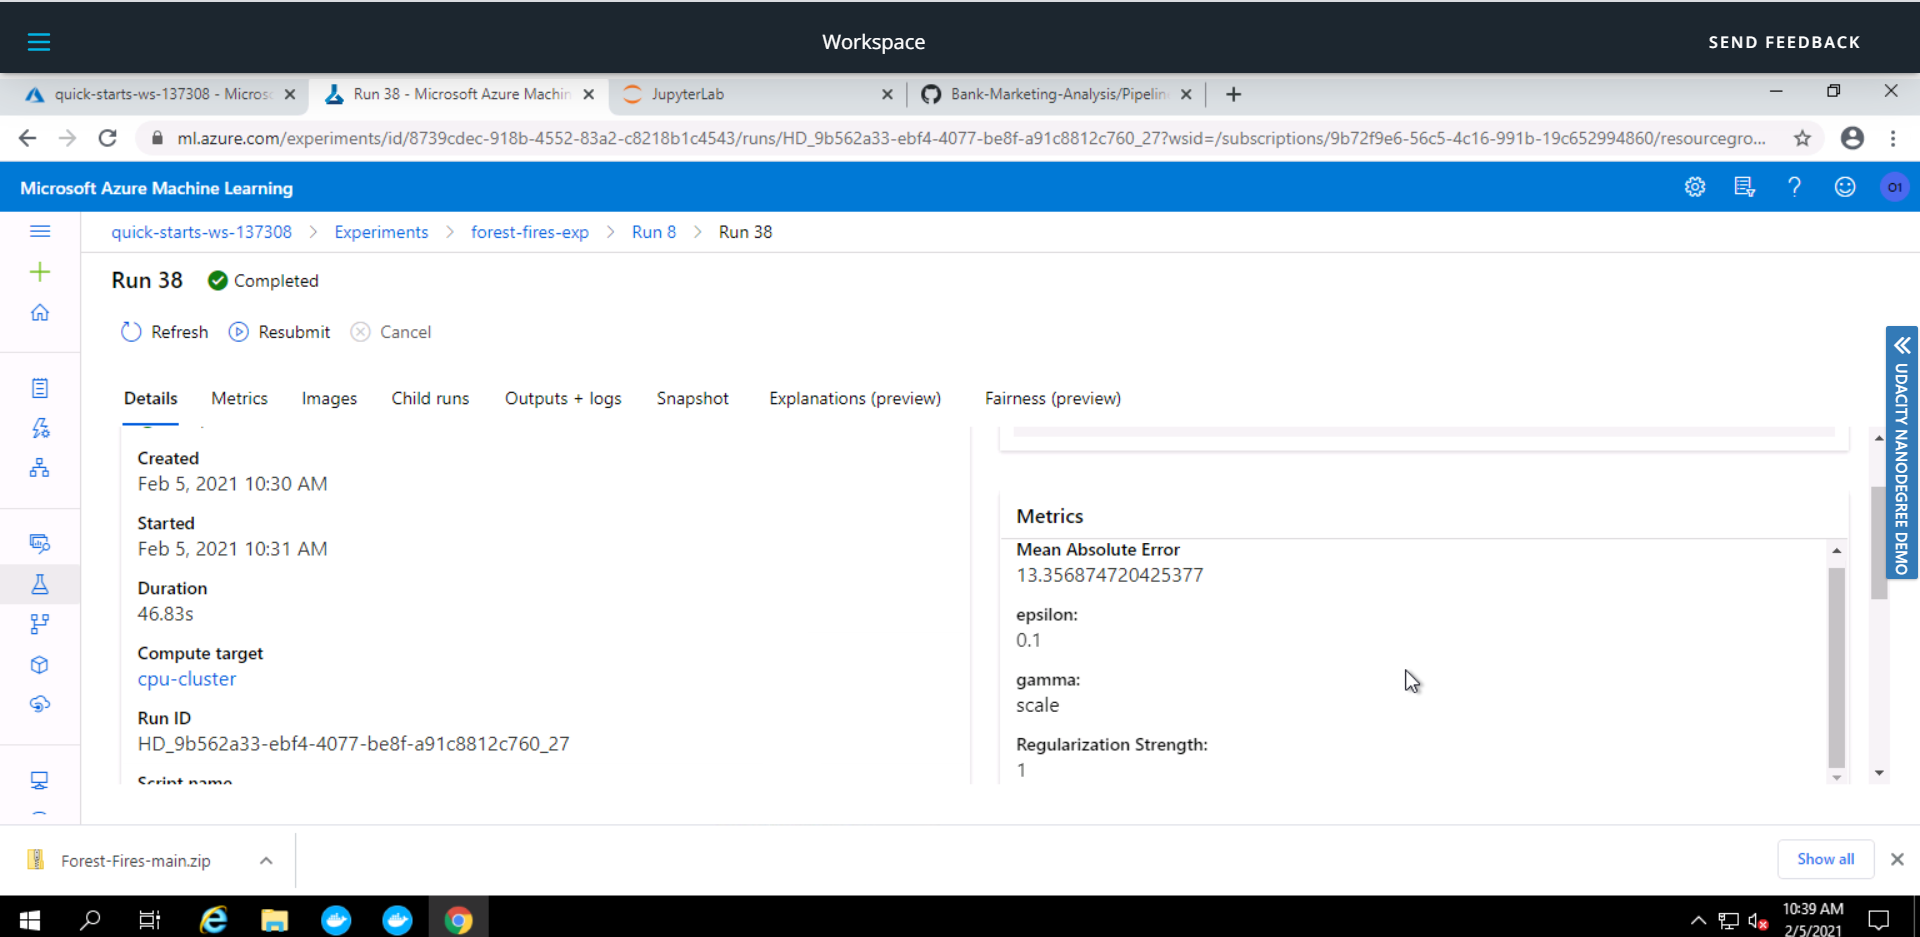 Workspace
SEND FEEDBACK
quick-starts-ws-137308 - Micros
Run 38 - Microsoft Azure Machin
JupyterLab
Bank-Marketing-Analysis/Pipelin
ml.azure.com/experiments/id/8739cdec-918b-4552-83a2-c8218b1c4543/runs/HD_9b562a33-ebf4-4077-be8f-a91c8812c760_27?wsid=/subscriptions/9b72f9e6-56c5-4c16-991b-19c652994860/resourcegro...
Microsoft Azure Machine Learning
O1
quick-starts-ws-137308 > Experiments > forest-fires-exp > Run 8 > Run 38
Run 38 Completed
Refresh Resubmit Cancel
Details Metrics Images Child runs Outputs + logs Snapshot Explanations (preview) Fairness (preview)
Created
Feb 5, 2021 10:30 AM
Started
Feb 5, 2021 10:31 AM
Duration
46.83s
Compute target
cpu-cluster
Run ID
HD_9b562a33-ebf4-4077-be8f-a91c8812c760_27
Script name
Metrics
Mean Absolute Error
13.356874720425377
epsilon:
0.1
gamma:
scale
Regularization Strength:
1
UDACITY NANODEGREE DEMO
Forest-Fires-main.zip
Show all
10:39 AM
2/5/2021